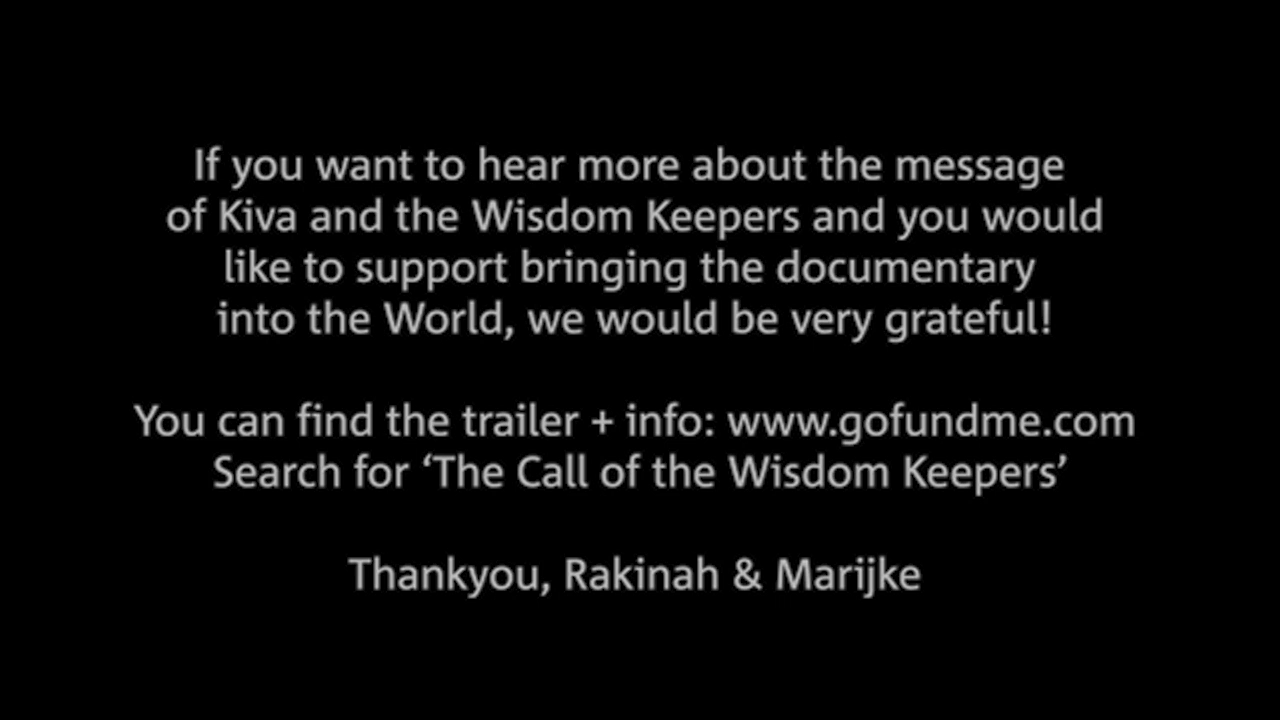 If you want to hear more about the message
of Kiva and the Wisdom Keepers and you would
like to support bringing the documentary
into the World, we would be very grateful!
You can find the trailer + info: www.gofundme.com
Search for ‘The Call of the Wisdom Keepers’
Thankyou, Rakinah & Marijke